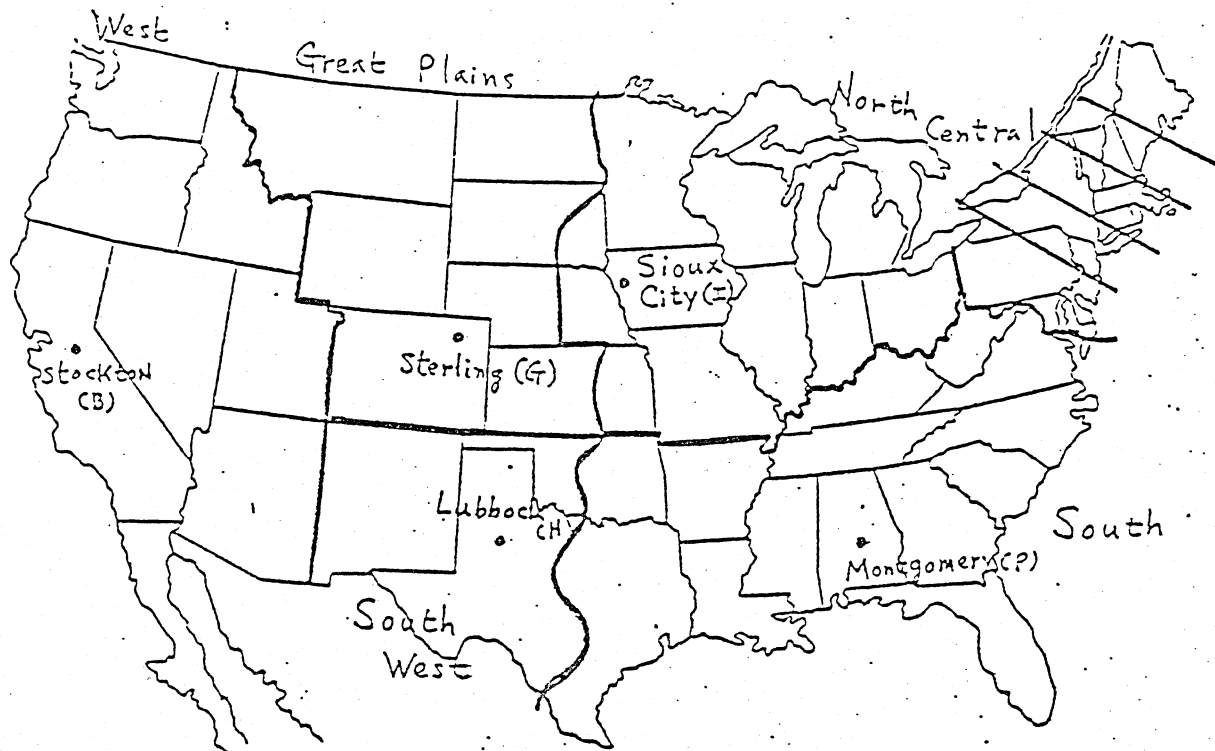 West
Great Plains
North
Central
Sioux
City (I)
Stockton
(B)
Sterling (G)
Lubbock
(H
South
Montgomery (P)
South
West